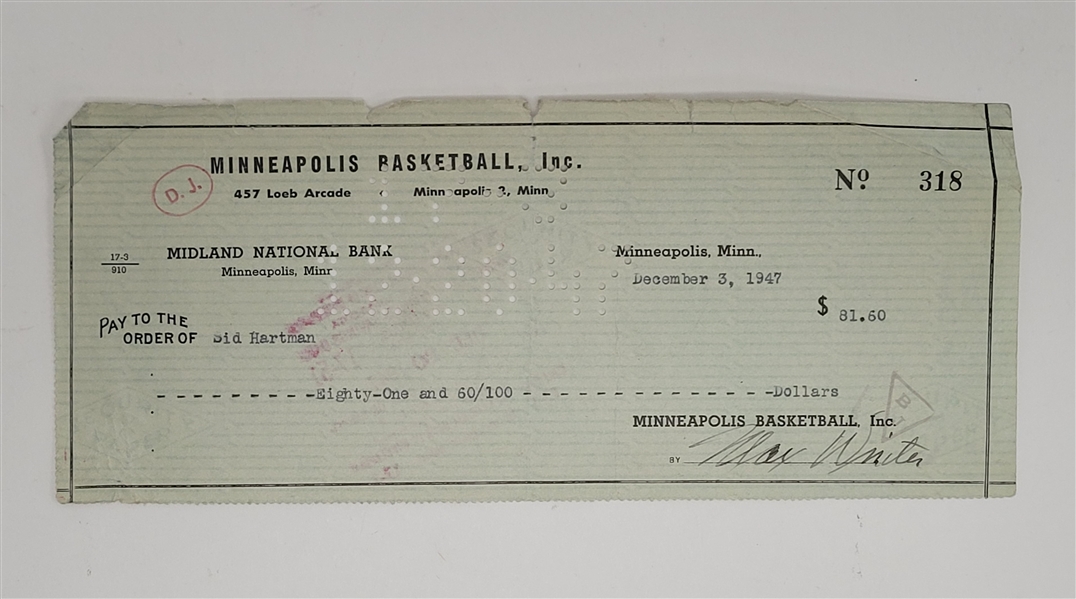 MINNEAPOLIS BASKETBALL, Inc.
D. J.
457 Loeb Arcade Minneapolis 2, Minn.
No 318
17-3
910
MIDLAND NATIONAL BANK
Minneapolis, Minn
Minneapolis, Minn.,
December 3, 1947
$ 81.60
PAY TO THE
ORDER OF Sid Hartman
- - - - - - - - - -Eighty-One and 60/100 - - - - - - - - - - - - - - - -Dollars
MINNEAPOLIS BASKETBALL, Inc.
BY Max Winter